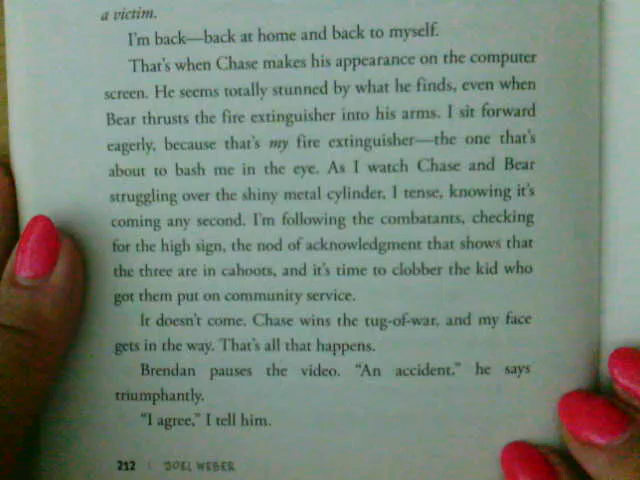 a victim.
I'm back—back at home and back to myself.
That's when Chase makes his appearance on the computer
screen. He seems totally stunned by what he finds, even when
Bear thrusts the fire extinguisher into his arms. I sit forward
eagerly, because that's my fire extinguisher—the one that's
about to bash me in the eye. As I watch Chase and Bear
struggling over the shiny metal cylinder, I tense, knowing it's
coming any second. I'm following the combatants, checking
for the high sign, the nod of acknowledgment that shows that
the three are in cahoots, and it's time to clobber the kid who
got them put on community service.
It doesn't come. Chase wins the tug-of-war, and my face
gets in the way. That's all that happens.
Brendan pauses the video. "An accident," he says
triumphantly.
"I agree," I tell him.
212 | JOEL WEBER